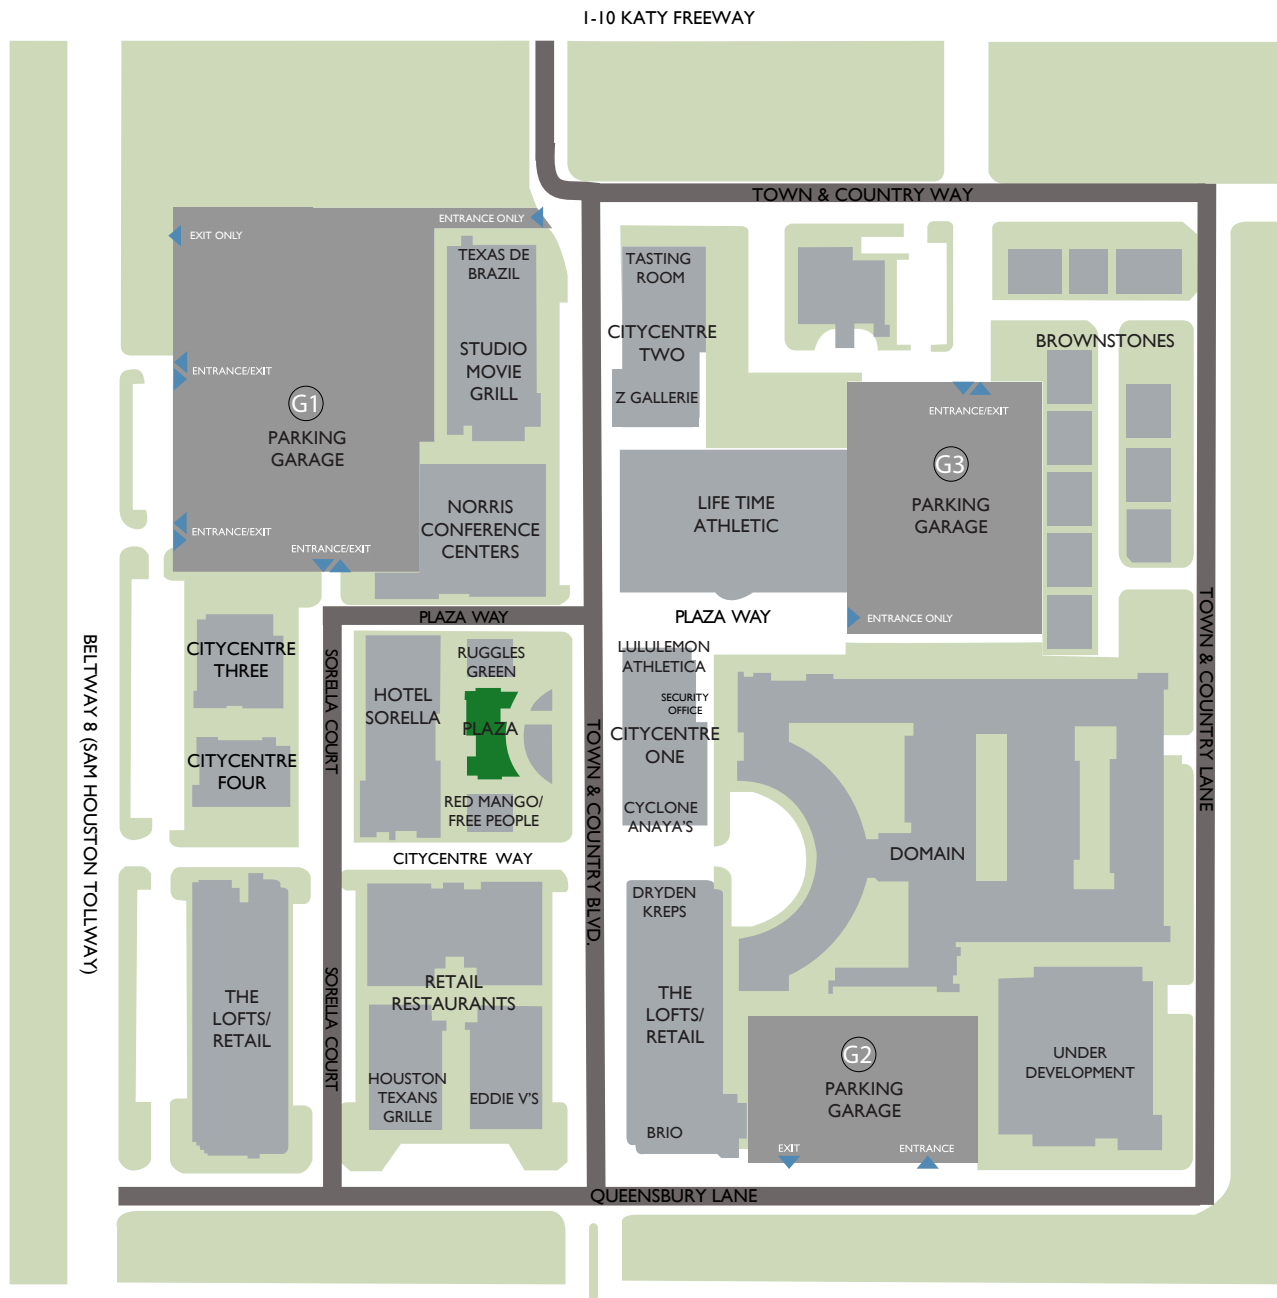 1-10 KATY FREEWAY
TOWN & COUNTRY WAY
ENTRANCE ONLY
EXIT ONLY
TEXAS DE
BRAZIL
TASTING
ROOM
CITYCENTRE
TWO
Z GALLERIE
STUDIO
MOVIE
GRILL
BROWNSTONES
ENTRANCE/EXIT
G1
PARKING
GARAGE
ENTRANCE/EXIT
G3
PARKING
GARAGE
LIFE TIME
ATHLETIC
NORRIS
CONFERENCE
CENTERS
ENTRANCE/EXIT
ENTRANCE/EXIT
PLAZA WAY
PLAZA WAY
ENTRANCE ONLY
TOWN & COUNTRY LANE
BELTWAY 8 (SAM HOUSTON TOLLWAY)
CITYCENTRE
THREE
SORELLA COURT
HOTEL
SORELLA
RUGGLES
GREEN
PLAZA
LULULEMON
ATHLETICA
SECURITY
OFFICE
CITYCENTRE
ONE
TOWN & COUNTRY BLVD.
CITYCENTRE
FOUR
RED MANGO/
FREE PEOPLE
CYCLONE
ANAYA'S
CITYCENTRE WAY
DOMAIN
DRYDEN
KREPS
SORELLA COURT
RETAIL
RESTAURANTS
THE
LOFTS/
RETAIL
THE
LOFTS/
RETAIL
G2
PARKING
GARAGE
UNDER
DEVELOPMENT
HOUSTON
TEXANS
GRILLE
EDDIE V'S
BRIO
EXIT
ENTRANCE
QUEENSBURY LANE